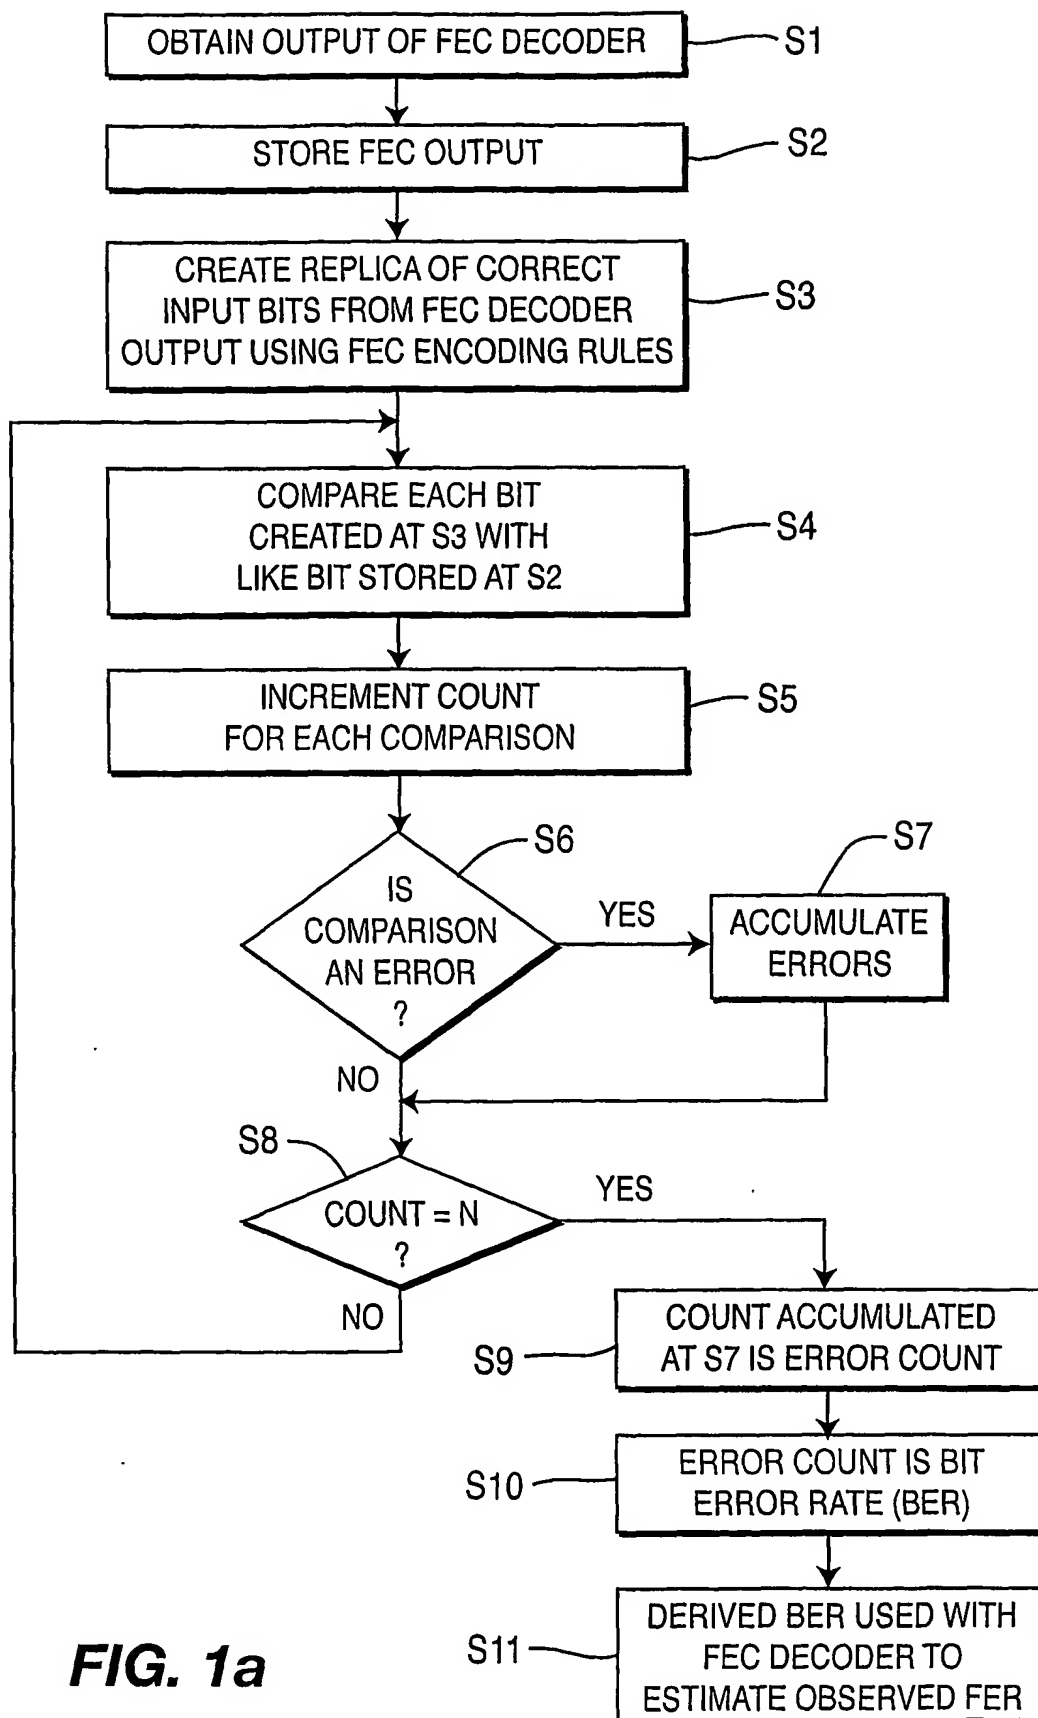 OBTAIN OUTPUT OF FEC DECODER
S1
STORE FEC OUTPUT
S2
CREATE REPLICA OF CORRECT
INPUT BITS FROM FEC DECODER
OUTPUT USING FEC ENCODING RULES
S3
COMPARE EACH BIT
CREATED AT S3 WITH
LIKE BIT STORED AT S2
S4
INCREMENT COUNT
FOR EACH COMPARISON
S5
IS
COMPARISON
AN ERROR
?
S6
YES
ACCUMULATE
ERRORS
S7
NO
S8
COUNT = N
?
YES
NO
COUNT ACCUMULATED
AT S7 IS ERROR COUNT
S9
ERROR COUNT IS BIT
ERROR RATE (BER)
S10
DERIVED BER USED WITH
FEC DECODER TO
ESTIMATE OBSERVED FER
S11
FIG. 1a